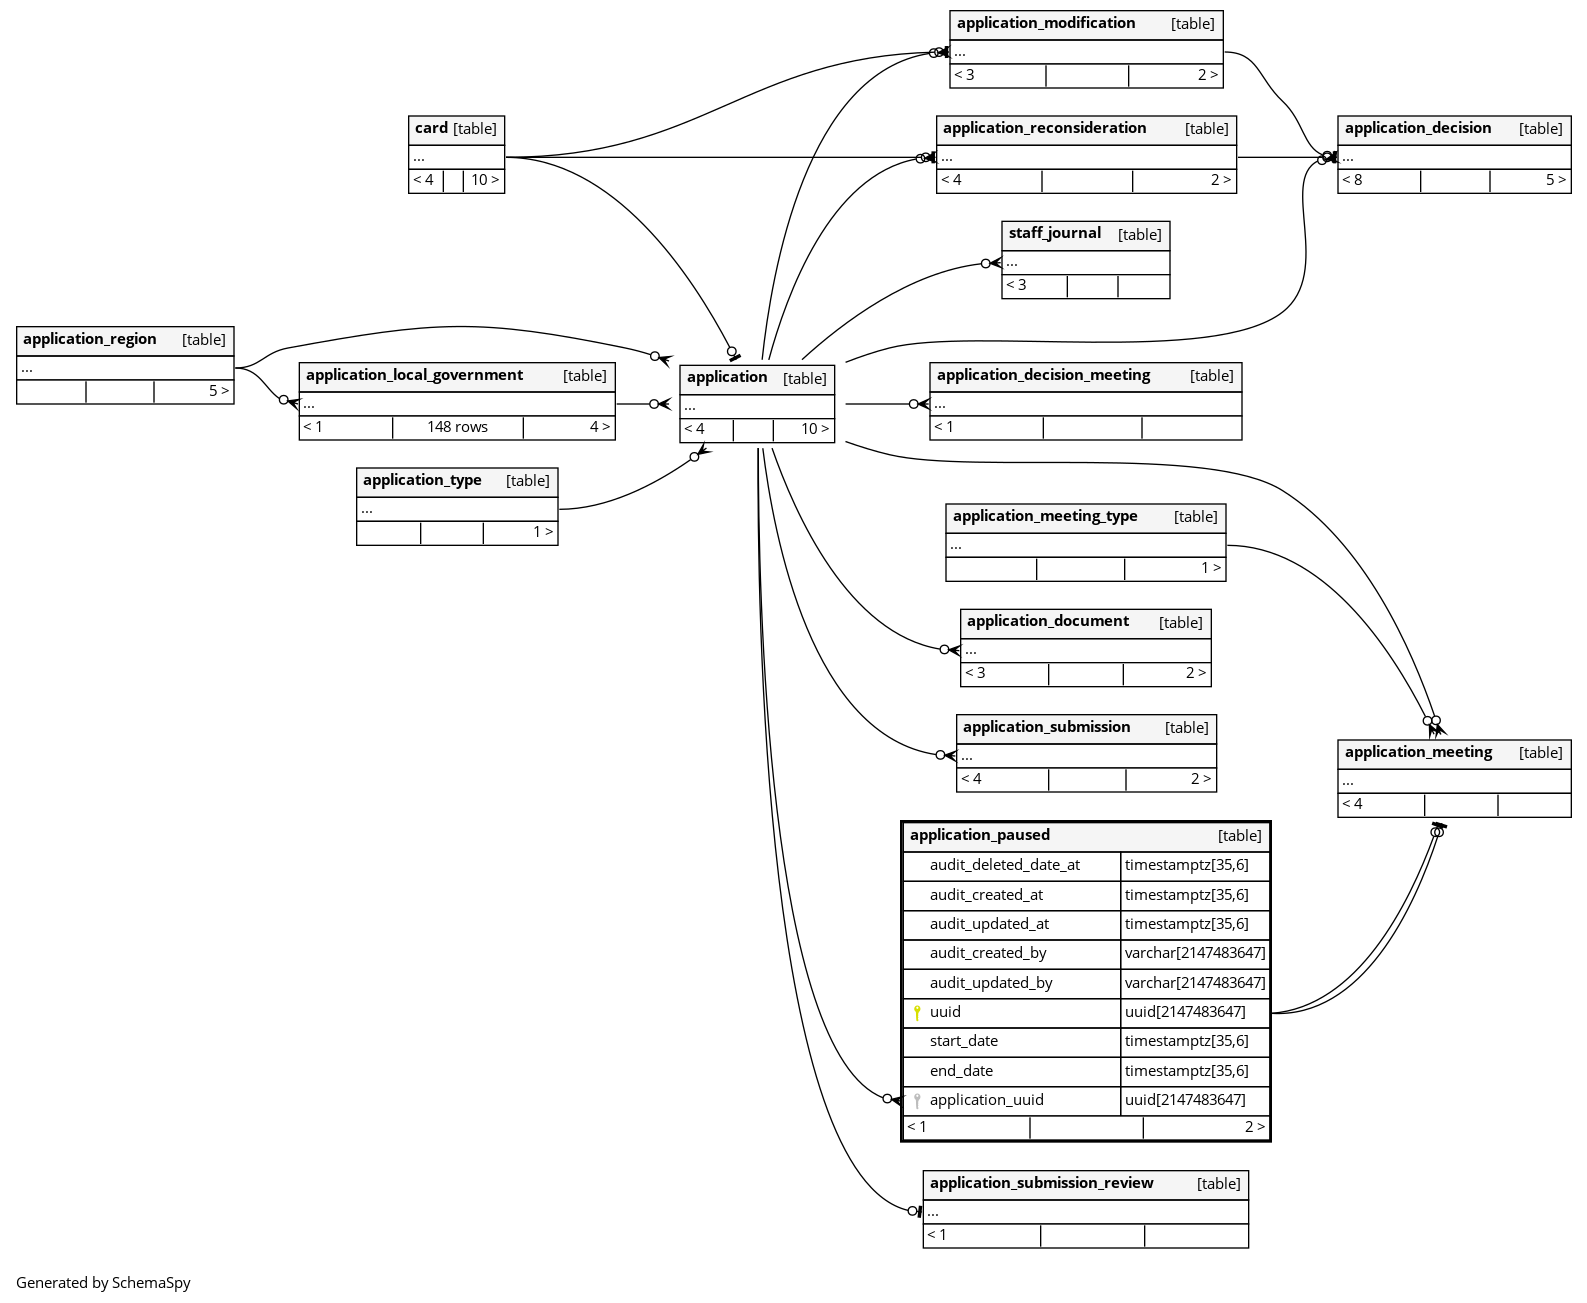 application_modification [table]
...
< 3 2 >
card [table]
...
< 4 10 >
application_reconsideration [table]
...
< 4 2 >
application_decision [table]
...
< 8 5 >
staff_journal [table]
...
< 3
application_region [table]
...
5 >
application_local_government [table]
...
< 1 148 rows 4 >
application [table]
...
< 4 10 >
application_decision_meeting [table]
...
< 1
application_type [table]
...
1 >
application_meeting_type [table]
...
1 >
application_document [table]
...
< 3 2 >
application_submission [table]
...
< 4 2 >
application_meeting [table]
...
< 4
application_paused [table]
audit_deleted_date_at timestamptz[35,6]
audit_created_at timestamptz[35,6]
audit_updated_at timestamptz[35,6]
audit_created_by varchar[2147483647]
audit_updated_by varchar[2147483647]
uuid uuid[2147483647]
start_date timestamptz[35,6]
end_date timestamptz[35,6]
application_uuid uuid[2147483647]
< 1 2 >
application_submission_review [table]
...
< 1
Generated by SchemaSpy